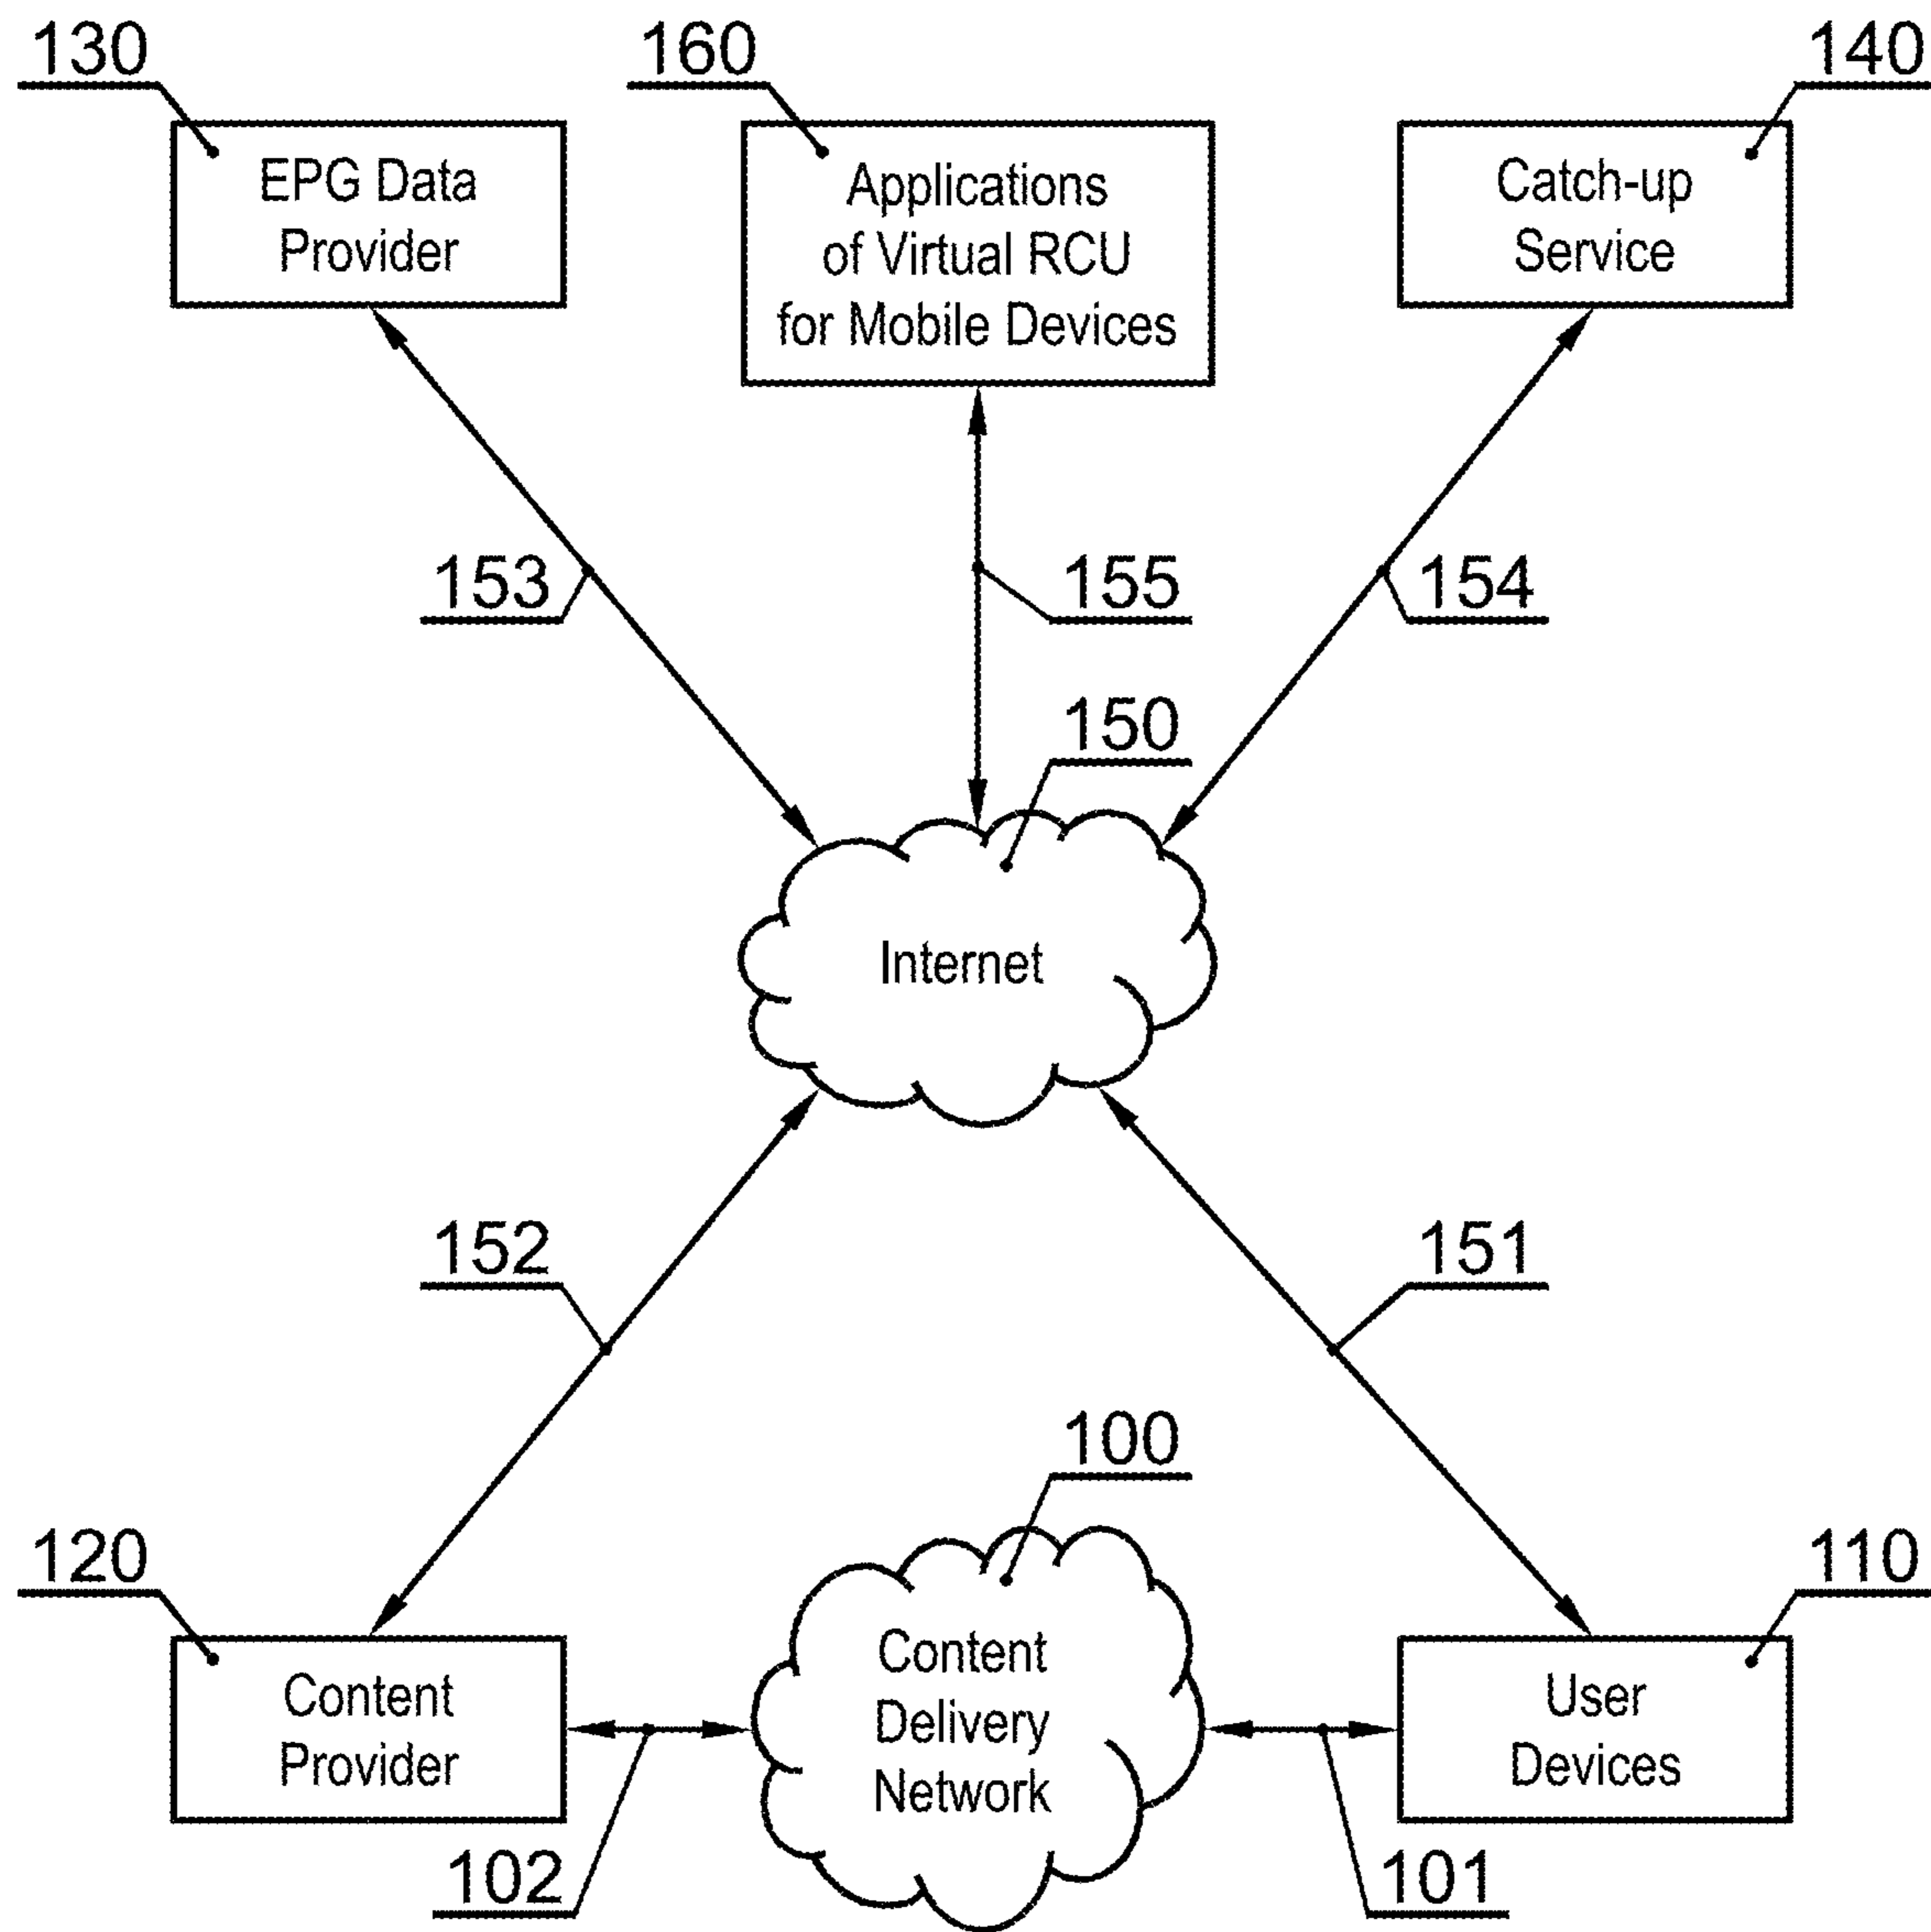 130
160
140
EPG Data
Provider
Applications
of Virtual RCU
for Mobile Devices
Catch-up
Service
153
155
154
150
Internet
152
151
100
120
110
Content
Provider
Content
Delivery
Network
User
Devices
102
101